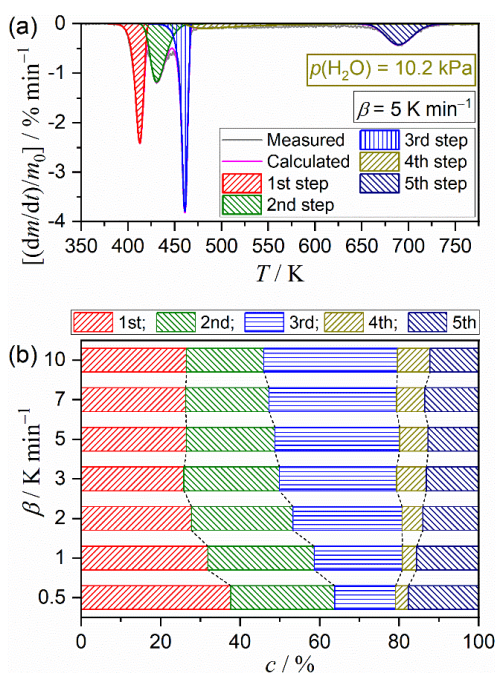 (a)
p(H₂O) = 10.2 kPa
β = 5 K min⁻¹
Measured
Calculated
1st step
2nd step
3rd step
4th step
5th step
[(dm/dt)/m₀] / % min⁻¹
0
-1
-2
-3
-4
350 400 450 500 550 600 650 700 750
T / K
1st; 2nd; 3rd; 4th; 5th
(b)
β / K min⁻¹
10
7
5
3
2
1
0.5
0 20 40 60 80 100
c / %